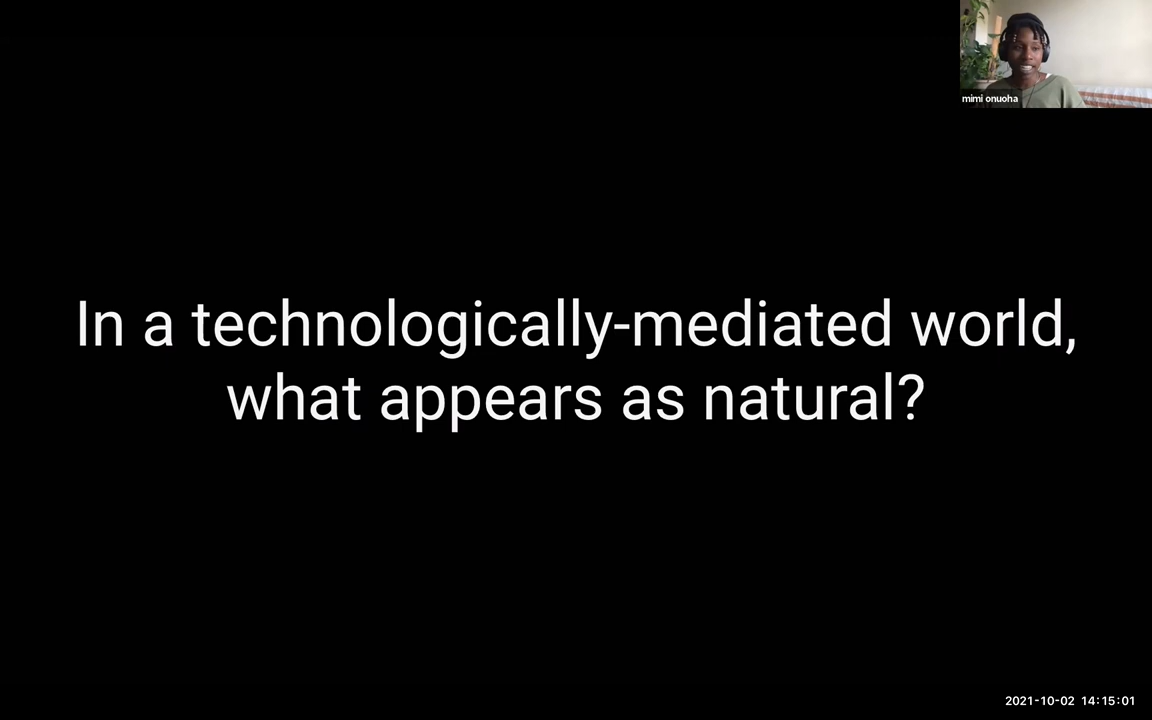 mimi onuoha
In a technologically-mediated world,
what appears as natural?
2021-10-02 14:15:01